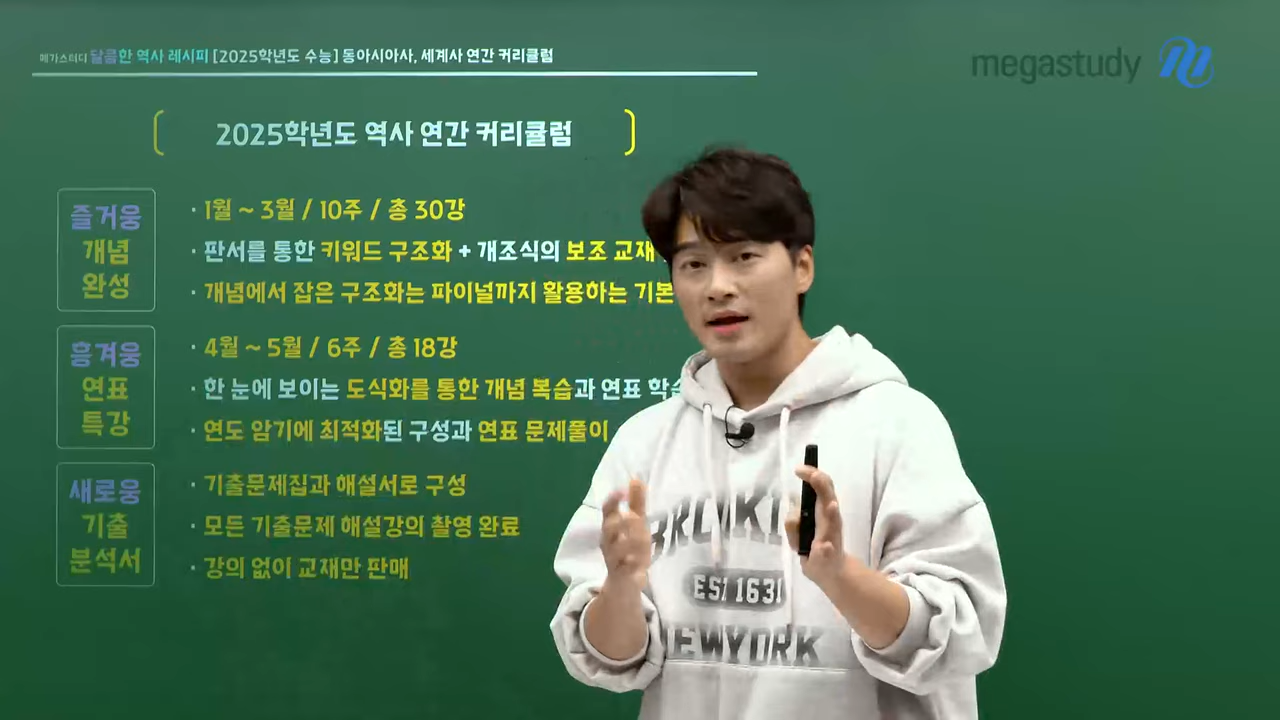 메가스터디 달콤한 역사 레시피 [2025학년도 수능] 동아시아사, 세계사 연간 커리큘럼
megastudy
2025학년도 역사 연간 커리큘럼
즐거운
개념
완성
· 1월 ~ 3월 / 10주 / 총 30강
· 판서를 통한 키워드 구조화 + 개조식의 보조 교재
· 개념에서 잡은 구조화는 파이널까지 활용하는 기본
흥겨운
연표
특강
· 4월 ~ 5월 / 6주 / 총 18강
· 한 눈에 보이는 도식화를 통한 개념 복습과 연표
· 연도 암기에 최적화된 구성과 연표 문제풀이
새로운
기출
분석서
· 기출문제집과 해설서로 구성
· 모든 기출문제 해설강의 촬영 완료
· 강의 없이 교재만 판매
EST 1631
NEWYORK